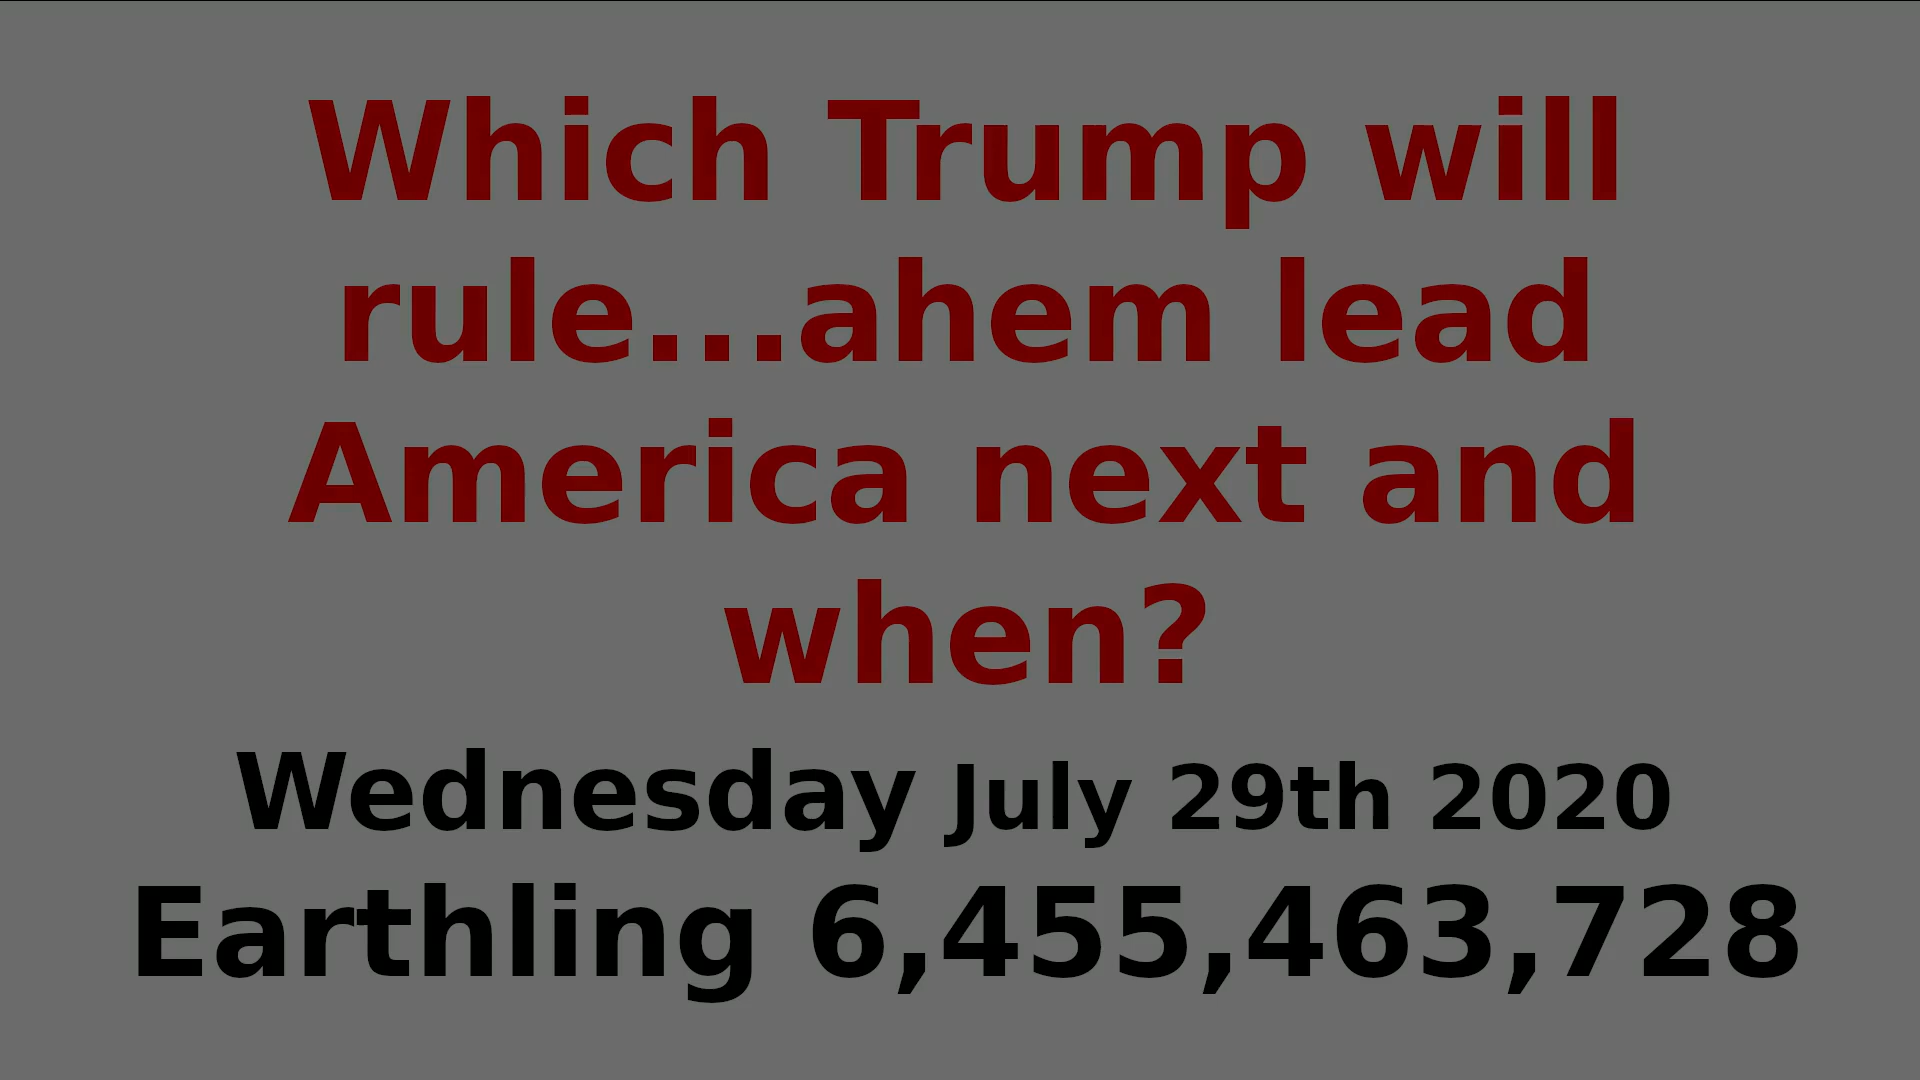 Which Trump will
rule...ahem lead
America next and
when?
Wednesday July 29th 2020
Earthling 6,455,463,728